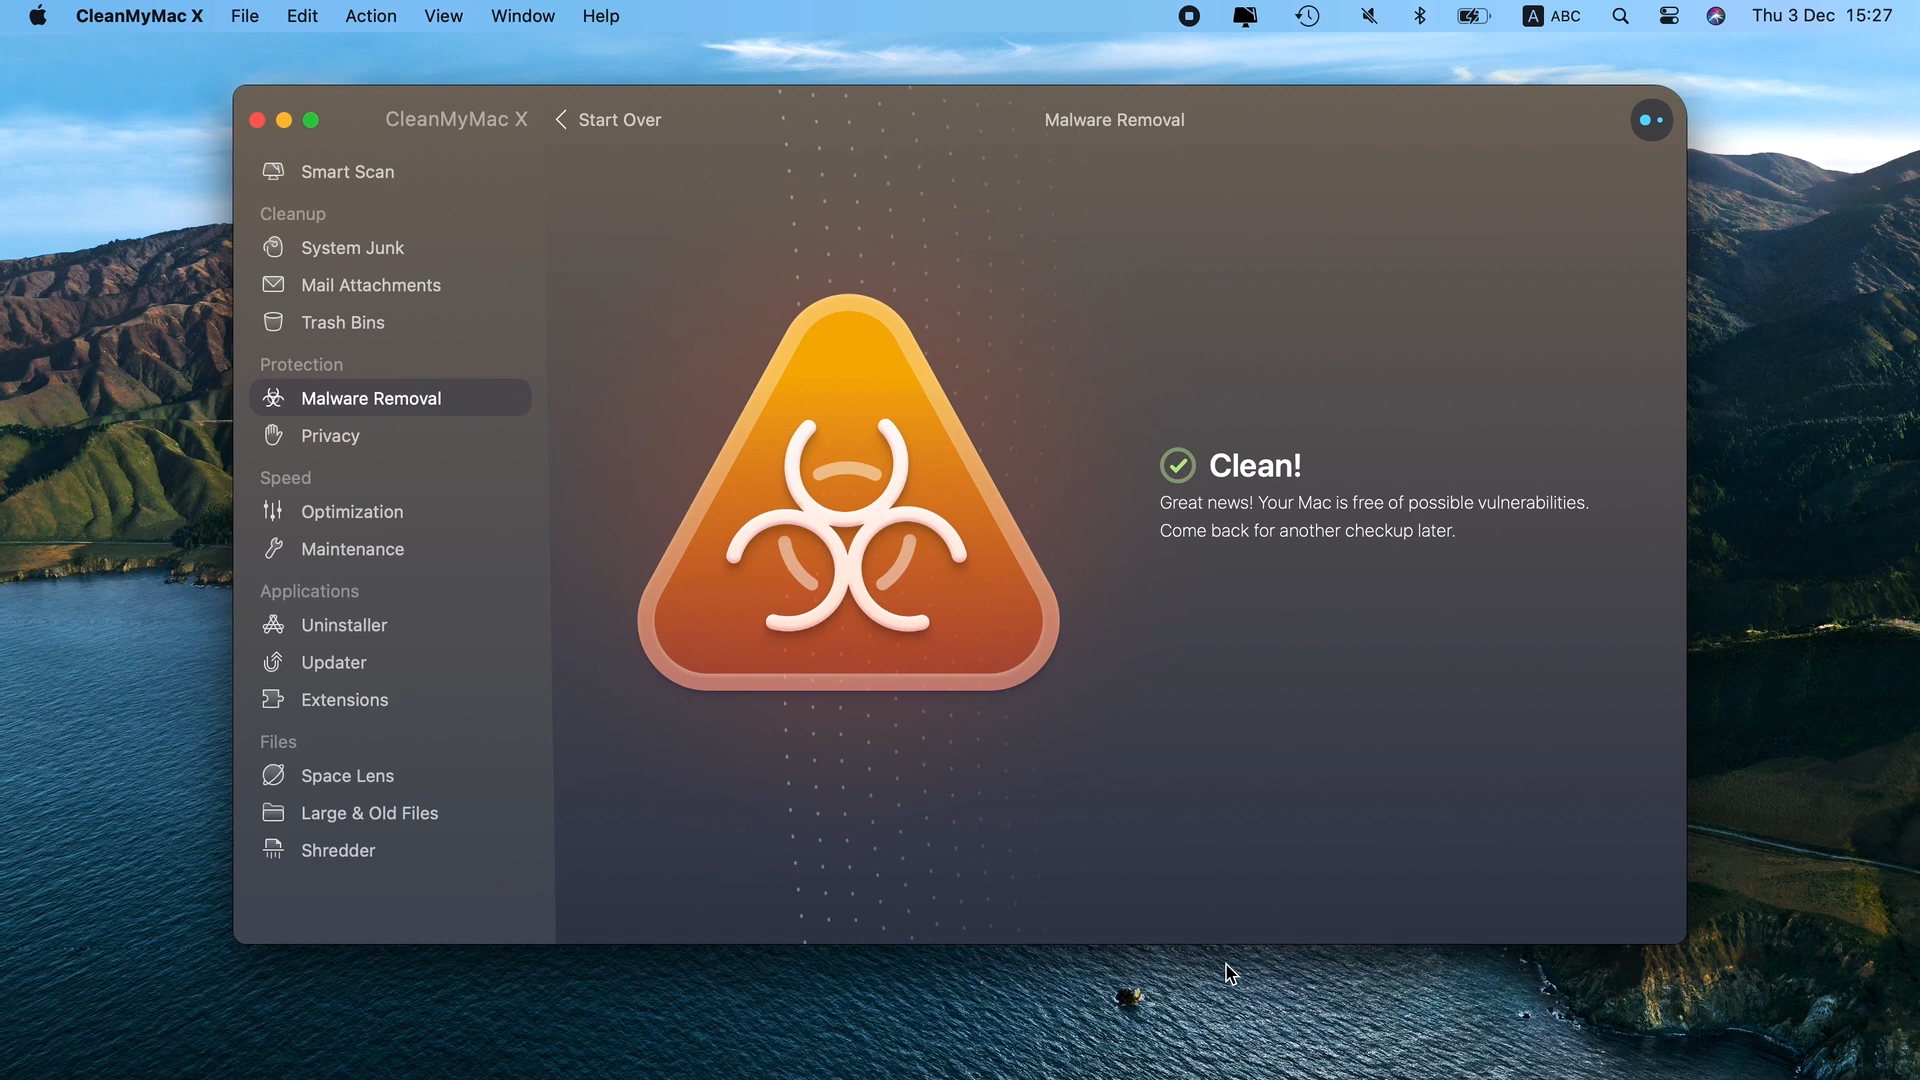 CleanMyMac X File Edit Action View Window Help A ABC Thu 3 Dec 15:27
CleanMyMac X Start Over Malware Removal
Smart Scan
Cleanup
System Junk
Mail Attachments
Trash Bins
Protection
Malware Removal
Privacy
Speed
Optimization
Maintenance
Applications
Uninstaller
Updater
Extensions
Files
Space Lens
Large & Old Files
Shredder
Clean!
Great news! Your Mac is free of possible vulnerabilities.
Come back for another checkup later.